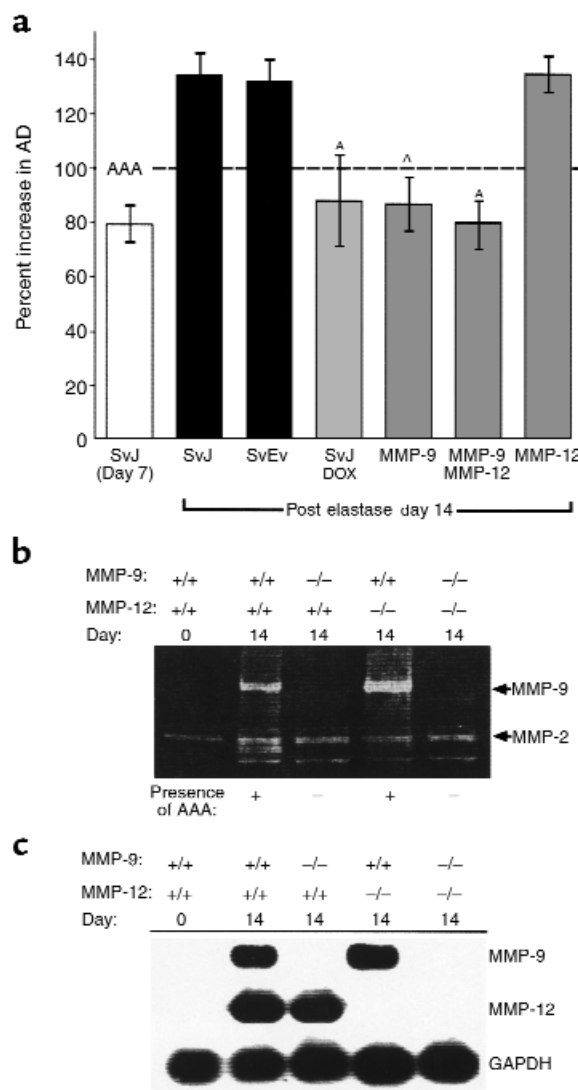 a
Percent increase in AD
140
120
100
80
60
40
20
0
AAA
A
^
A
SvJ (Day 7)
SvJ
SvEv
SvJ DOX
MMP-9
MMP-9 MMP-12
MMP-12
Post elastase day 14
b
MMP-9: +/+ +/+ –/– +/+ –/–
MMP-12: +/+ +/+ +/+ –/– –/–
Day: 0 14 14 14 14
MMP-9
MMP-2
Presence of AAA: + – + –
c
MMP-9: +/+ +/+ –/– +/+ –/–
MMP-12: +/+ +/+ +/+ –/– –/–
Day: 0 14 14 14 14
MMP-9
MMP-12
GAPDH